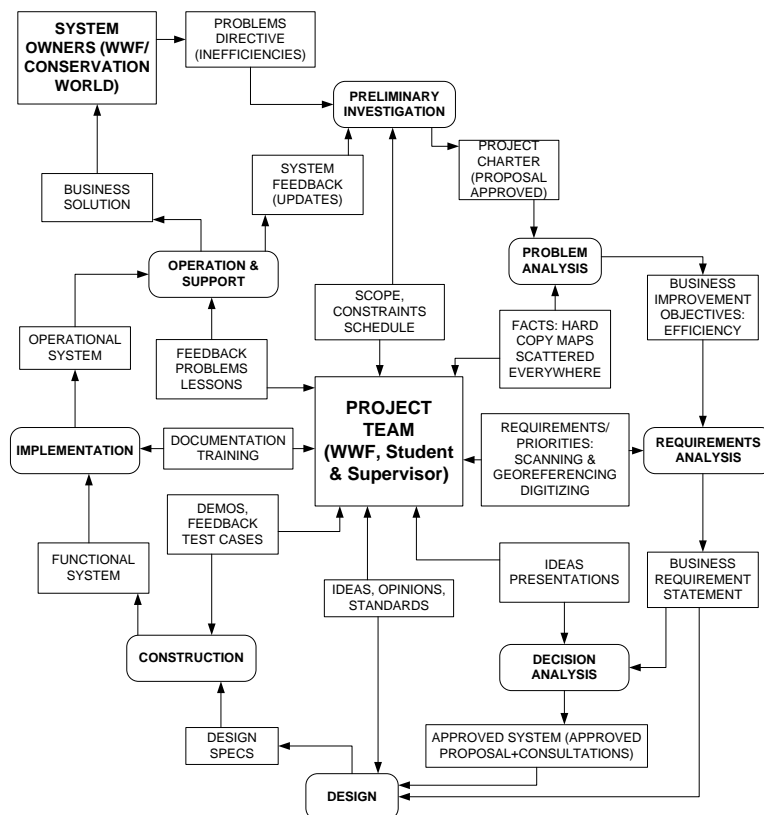 SYSTEM
OWNERS (WWF/
CONSERVATION
WORLD)
PROBLEMS
DIRECTIVE
(INEFFICIENCIES)
PRELIMINARY
INVESTIGATION
PROJECT
CHARTER
(PROPOSAL
APPROVED)
SYSTEM
FEEDBACK
(UPDATES)
BUSINESS
SOLUTION
PROBLEM
ANALYSIS
OPERATION &
SUPPORT
BUSINESS
IMPROVEMENT
OBJECTIVES:
EFFICIENCY
SCOPE,
CONSTRAINTS
SCHEDULE
FACTS: HARD
COPY MAPS
SCATTERED
EVERYWHERE
OPERATIONAL
SYSTEM
FEEDBACK
PROBLEMS
LESSONS
PROJECT
TEAM
(WWF, Student
& Supervisor)
IMPLEMENTATION
DOCUMENTATION
TRAINING
REQUIREMENTS/
PRIORITIES:
SCANNING &
GEOREFERENCING
DIGITIZING
REQUIREMENTS
ANALYSIS
DEMOS,
FEEDBACK
TEST CASES
FUNCTIONAL
SYSTEM
IDEAS, OPINIONS,
STANDARDS
IDEAS
PRESENTATIONS
BUSINESS
REQUIREMENT
STATEMENT
CONSTRUCTION
DECISION
ANALYSIS
DESIGN
SPECS
APPROVED SYSTEM (APPROVED
PROPOSAL+CONSULTATIONS)
DESIGN